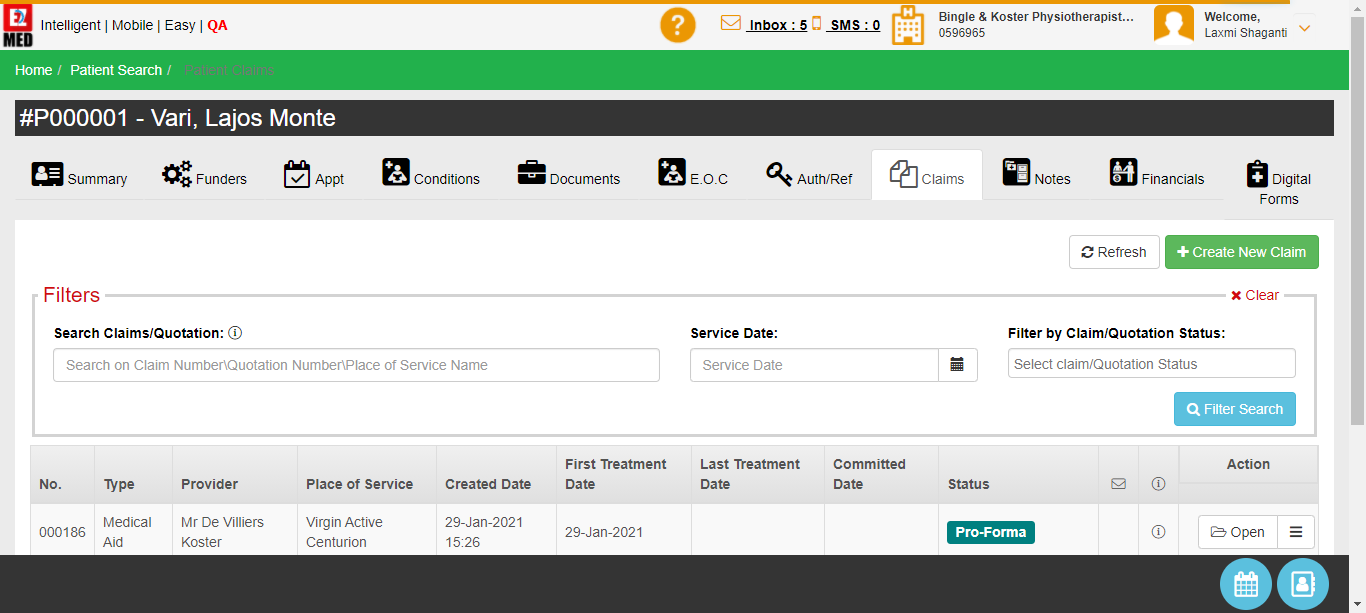 MED
Intelligent | Mobile | Easy | QA
?
Inbox : 5
SMS : 0
Bingle & Koster Physiotherapist...
0596965
Welcome,
Laxmi Shaganti
Home / Patient Search / Patient Claims
#P000001 - Vari, Lajos Monte
Summary
Funders
Appt
Conditions
Documents
E.O.C
Auth/Ref
Claims
Notes
Financials
Digital
Forms
Refresh
Create New Claim
Filters
Clear
Search Claims/Quotation:
Service Date:
Filter by Claim/Quotation Status:
Search on Claim Number\Quotation Number\Place of Service Name
Service Date
Select claim/Quotation Status
Filter Search
No.
Type
Provider
Place of Service
Created Date
First Treatment
Date
Last Treatment
Date
Committed
Date
Status
Action
000186
Medical
Aid
Mr De Villiers
Koster
Virgin Active
Centurion
29-Jan-2021
15:26
29-Jan-2021
Pro-Forma
Open